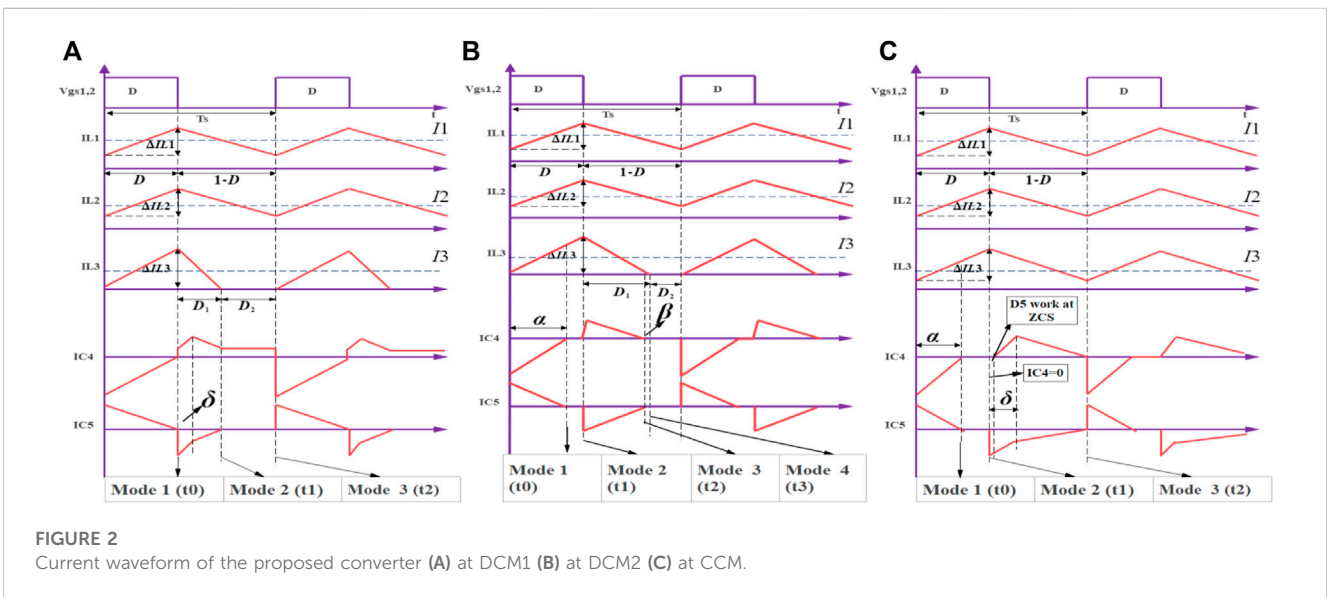 A
Vgs1,2
D
D
Ts
t
IL1
ΔIL1
I1
D
1-D
IL2
ΔIL2
I2
IL3
ΔIL3
I3
D1
D2
IC4
δ
IC5
Mode 1 (t0)
Mode 2 (t1)
Mode 3 (t2)
B
Vgs1,2
D
D
Ts
t
IL1
ΔIL1
I1
D
1-D
IL2
ΔIL2
I2
IL3
ΔIL3
I3
D1
D2
α
β
IC4
IC5
Mode 1 (t0)
Mode 2 (t1)
Mode 3 (t2)
Mode 4 (t3)
C
Vgs1,2
D
D
Ts
t
IL1
ΔIL1
I1
D
1-D
IL2
ΔIL2
I2
IL3
ΔIL3
I3
D5 work at ZCS
α
IC4
IC4=0
δ
IC5
Mode 1 (t0)
Mode 2 (t1)
Mode 3 (t2)
FIGURE 2
Current waveform of the proposed converter (A) at DCM1 (B) at DCM2 (C) at CCM.